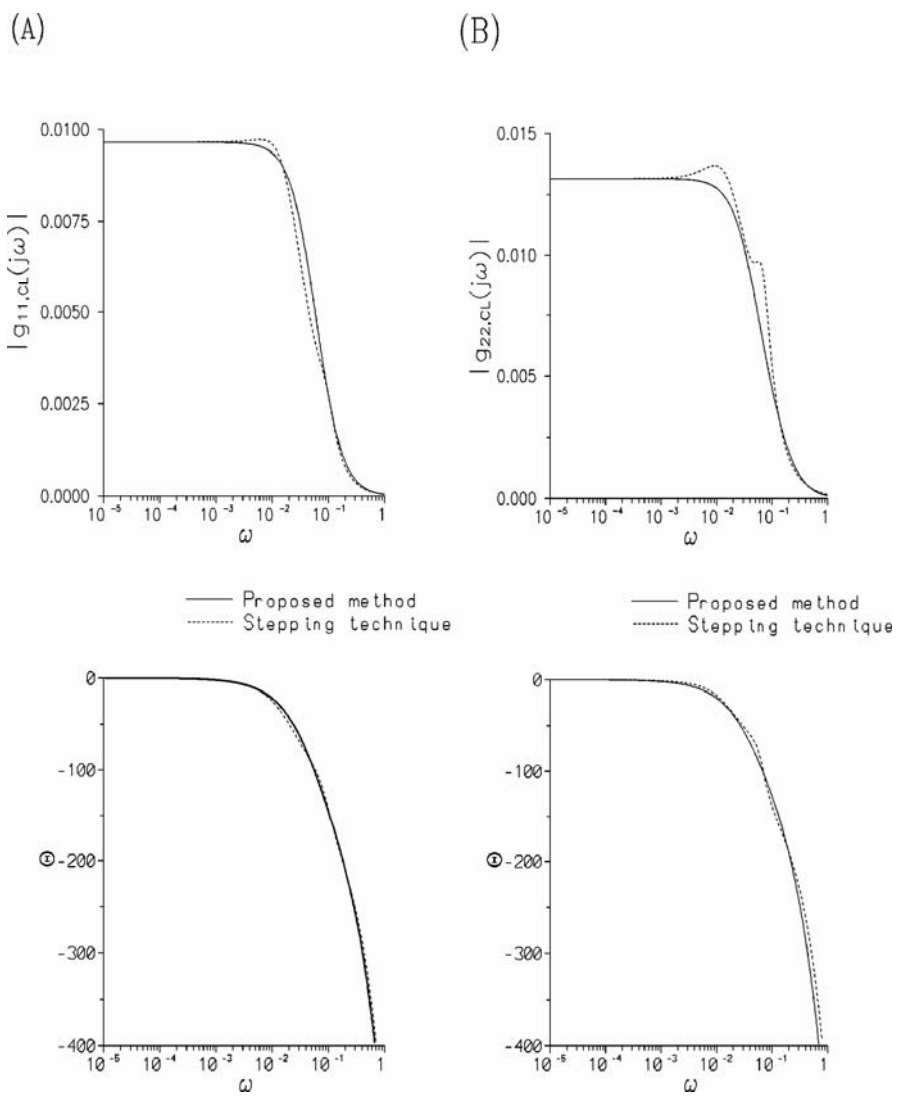 (A)
(B)
|g11,CL(jω)|
0.0100
0.0075
0.0050
0.0025
0.0000
10⁻⁵ 10⁻⁴ 10⁻³ 10⁻² 10⁻¹ 1
ω
|g22,CL(jω)|
0.015
0.010
0.005
0.000
10⁻⁵ 10⁻⁴ 10⁻³ 10⁻² 10⁻¹ 1
ω
Proposed method
Stepping technique
Proposed method
Stepping technique
Θ
0
-100
-200
-300
-400
10⁻⁵ 10⁻⁴ 10⁻³ 10⁻² 10⁻¹ 1
ω
Θ
0
-100
-200
-300
-400
10⁻⁵ 10⁻⁴ 10⁻³ 10⁻² 10⁻¹ 1
ω